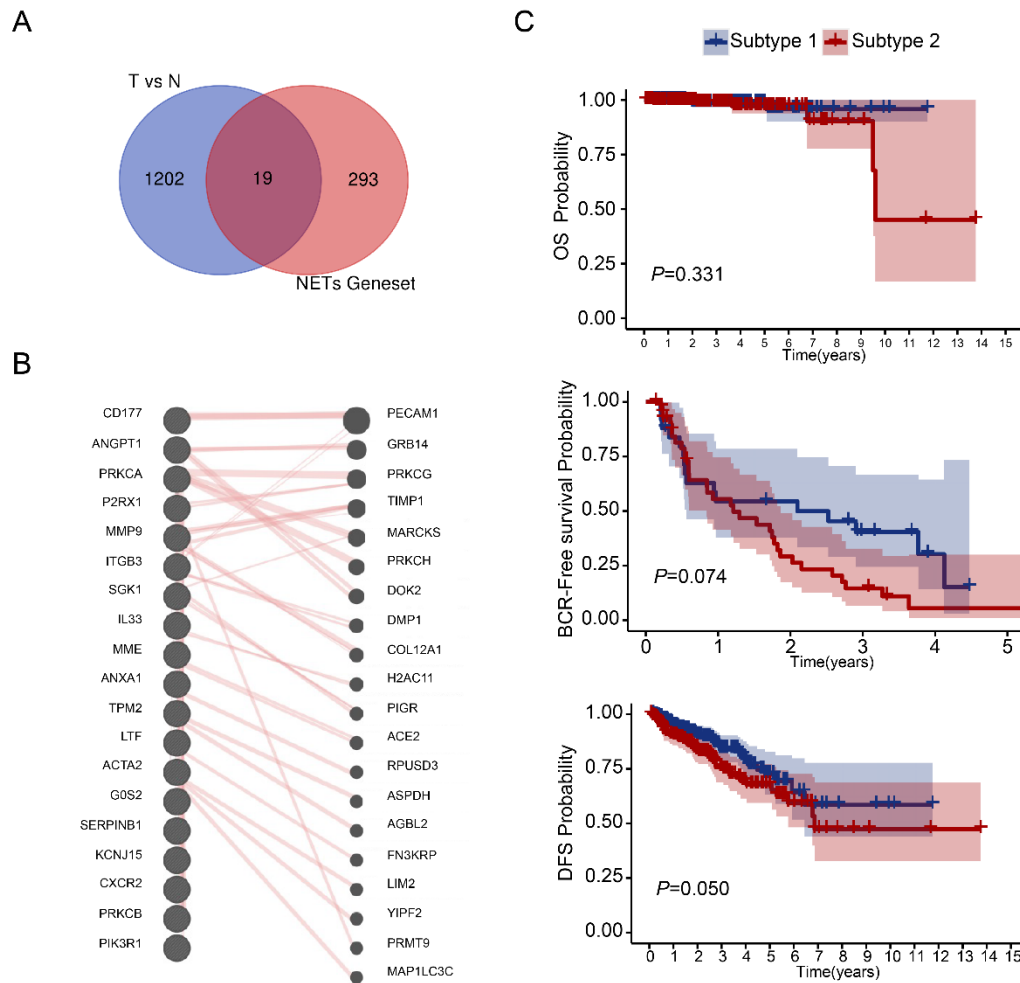 A
T vs N
1202
19
293
NETs Geneset
B
CD177
ANGPT1
PRKCA
P2RX1
MMP9
ITGB3
SGK1
IL33
MME
ANXA1
TPM2
LTF
ACTA2
G0S2
SERPINB1
KCNJ15
CXCR2
PRKCB
PIK3R1
PECAM1
GRB14
PRKCG
TIMP1
MARCKS
PRKCH
DOK2
DMP1
COL12A1
H2AC11
PIGR
ACE2
RPUSD3
ASPDH
AGBL2
FN3KRP
LIM2
YIPF2
PRMT9
MAP1LC3C
C
Subtype 1 Subtype 2
OS Probability
1.00
0.75
0.50
0.25
0.00
P=0.331
0 1 2 3 4 5 6 7 8 9 10 11 12 13 14 15
Time(years)
BCR-Free survival Probability
1.00
0.75
0.50
0.25
0.00
P=0.074
0 1 2 3 4 5
Time(years)
DFS Probability
1.00
0.75
0.50
0.25
0.00
P=0.050
0 1 2 3 4 5 6 7 8 9 10 11 12 13 14 15
Time(years)